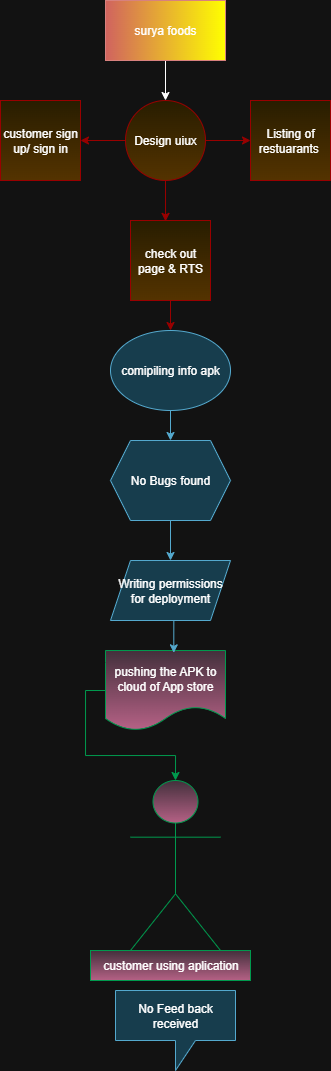 surya foods
customer sign
up/ sign in
Design uiux
Listing of
restuarants
check out
page & RTS
comipiling info apk
No Bugs found
Writing permissions
for deployment
pushing the APK to
cloud of App store
customer using aplication
No Feed back
received